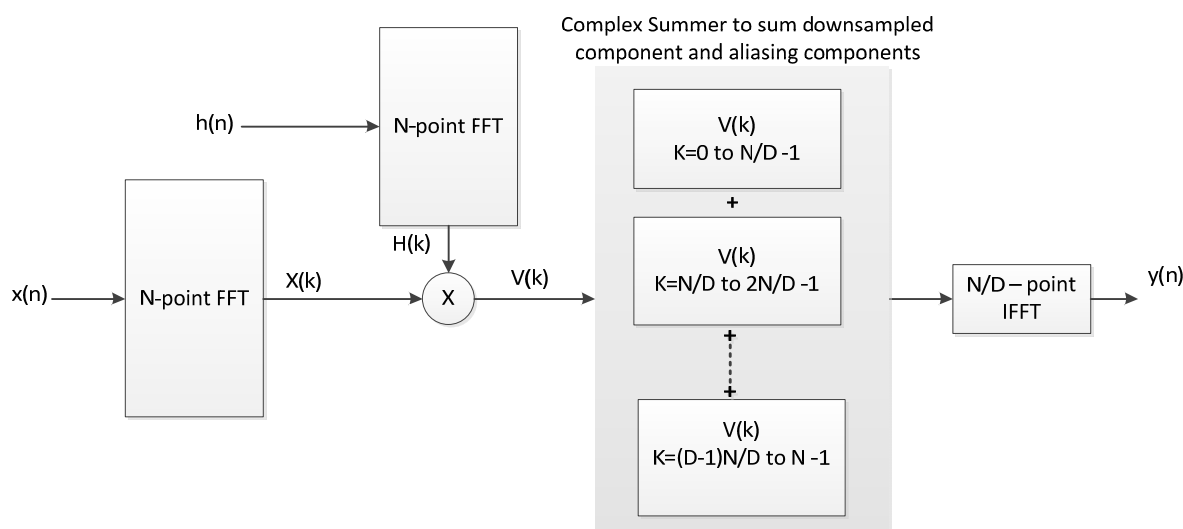 Complex Summer to sum downsampled
component and aliasing components
h(n)
N-point FFT
H(k)
x(n)
N-point FFT
X(k)
X
V(k)
V(k)
K=0 to N/D -1
+
V(k)
K=N/D to 2N/D -1
+
+
V(k)
K=(D-1)N/D to N -1
N/D – point
IFFT
y(n)